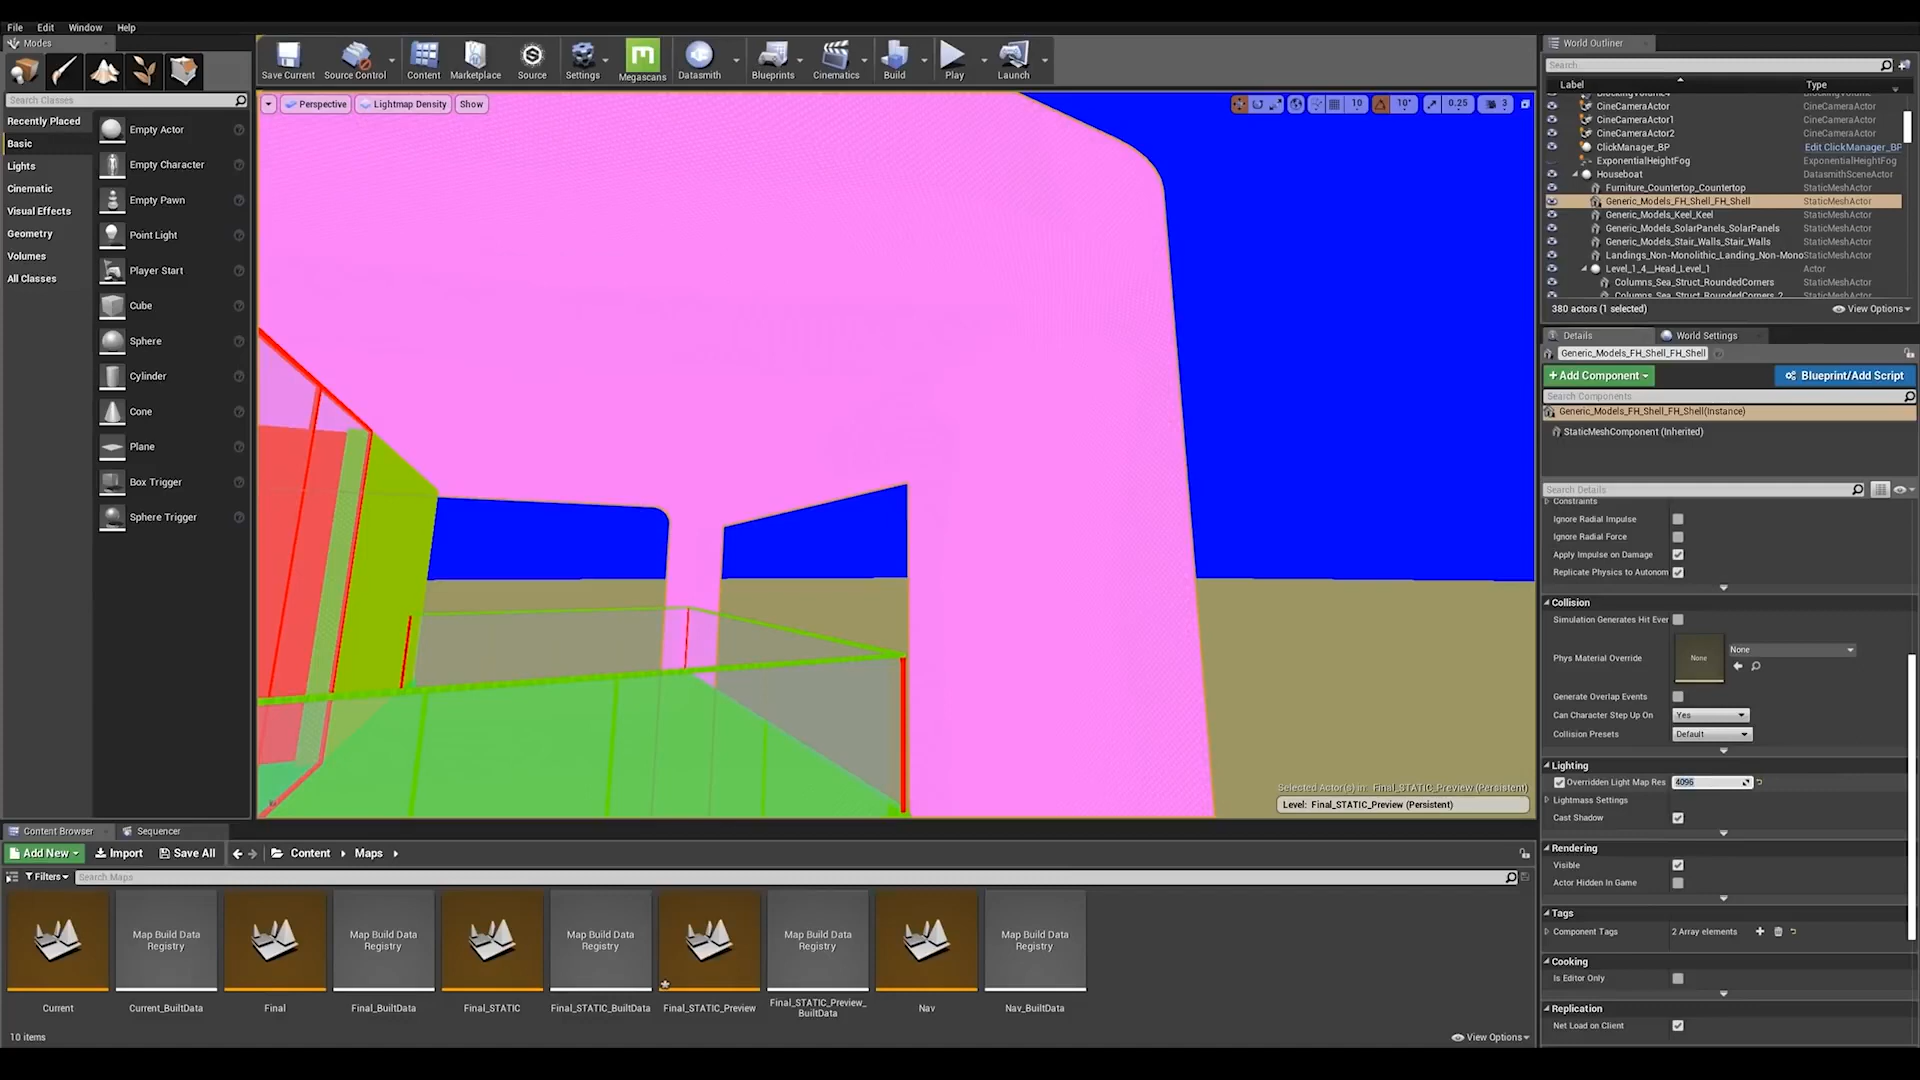 File Edit Window Help
Modes
Search Classes
Recently Placed
Basic
Lights
Cinematic
Visual Effects
Geometry
Volumes
All Classes
Empty Actor
Empty Character
Empty Pawn
Point Light
Player Start
Cube
Sphere
Cylinder
Cone
Plane
Box Trigger
Sphere Trigger
Save Current Source Control Content Marketplace Source Settings Megascans Datasmith Blueprints Cinematics Build Play Launch
Perspective Lightmap Density Show
10 10° 0.25 3
Selected Actor(s) in: Final_STATIC_Preview (Persistent)
Level: Final_STATIC_Preview (Persistent)
World Outliner
Search
Label Type
CineCameraActor CineCameraActor
CineCameraActor1 CineCameraActor
CineCameraActor2 CineCameraActor
ClickManager_BP Edit ClickManager_BP
ExponentialHeightFog ExponentialHeightFog
Houseboat DatasmithSceneActor
Furniture_Countertop_Countertop StaticMeshActor
Generic_Models_FH_Shell_FH_Shell StaticMeshActor
Generic_Models_Keel_Keel StaticMeshActor
Generic_Models_SolarPanels_SolarPanels StaticMeshActor
Generic_Models_Stair_Walls_Stair_Walls StaticMeshActor
Landings_Non-Monolithic_Landing_Non-Mono StaticMeshActor
Level_1_4__Head_Level_1 Actor
Columns_Sea_Struct_RoundedCorners StaticMeshActor
Columns_Sea_Struct_RoundedCorners_2 StaticMeshActor
380 actors (1 selected) View Options
Details World Settings
Generic_Models_FH_Shell_FH_Shell
+Add Component Blueprint/Add Script
Search Components
Generic_Models_FH_Shell_FH_Shell(Instance)
StaticMeshComponent (Inherited)
Search Details
Constraints
Ignore Radial Impulse
Ignore Radial Force
Apply Impulse on Damage
Replicate Physics to Autonom
Collision
Simulation Generates Hit Ever
Phys Material Override None None
Generate Overlap Events
Can Character Step Up On Yes
Collision Presets Default
Lighting
Overridden Light Map Res 4096
Lightmass Settings
Cast Shadow
Rendering
Visible
Actor Hidden In Game
Tags
Component Tags 2 Array elements
Cooking
Is Editor Only
Replication
Net Load on Client
Content Browser Sequencer
Add New Import Save All Content Maps
Filters Search Maps
Map Build Data Registry
Map Build Data Registry
Map Build Data Registry
Map Build Data Registry
Map Build Data Registry
Current Current_BuiltData Final Final_BuiltData Final_STATIC Final_STATIC_BuiltData Final_STATIC_Preview Final_STATIC_Preview_BuiltData Nav Nav_BuiltData
10 items View Options